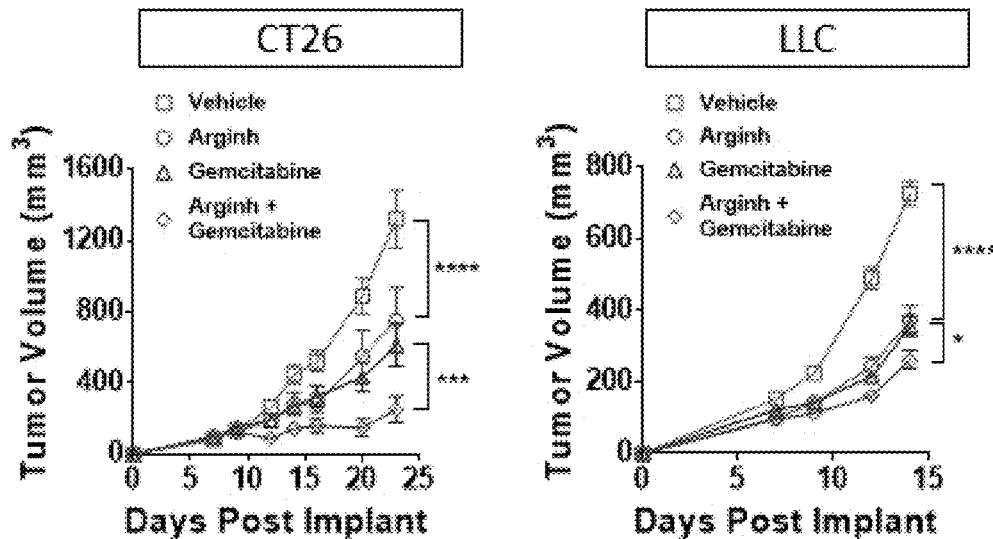 CT26
Vehicle
Arginh
Gemcitabine
Arginh +
Gemcitabine
Tumor Volume (mm³)
1600
1200
800
400
0
0 5 10 15 20 25
Days Post Implant
****
***
LLC
Vehicle
Arginh
Gemcitabine
Arginh +
Gemcitabine
Tumor Volume (mm³)
800
600
400
200
0
0 5 10 15
Days Post Implant
****
*